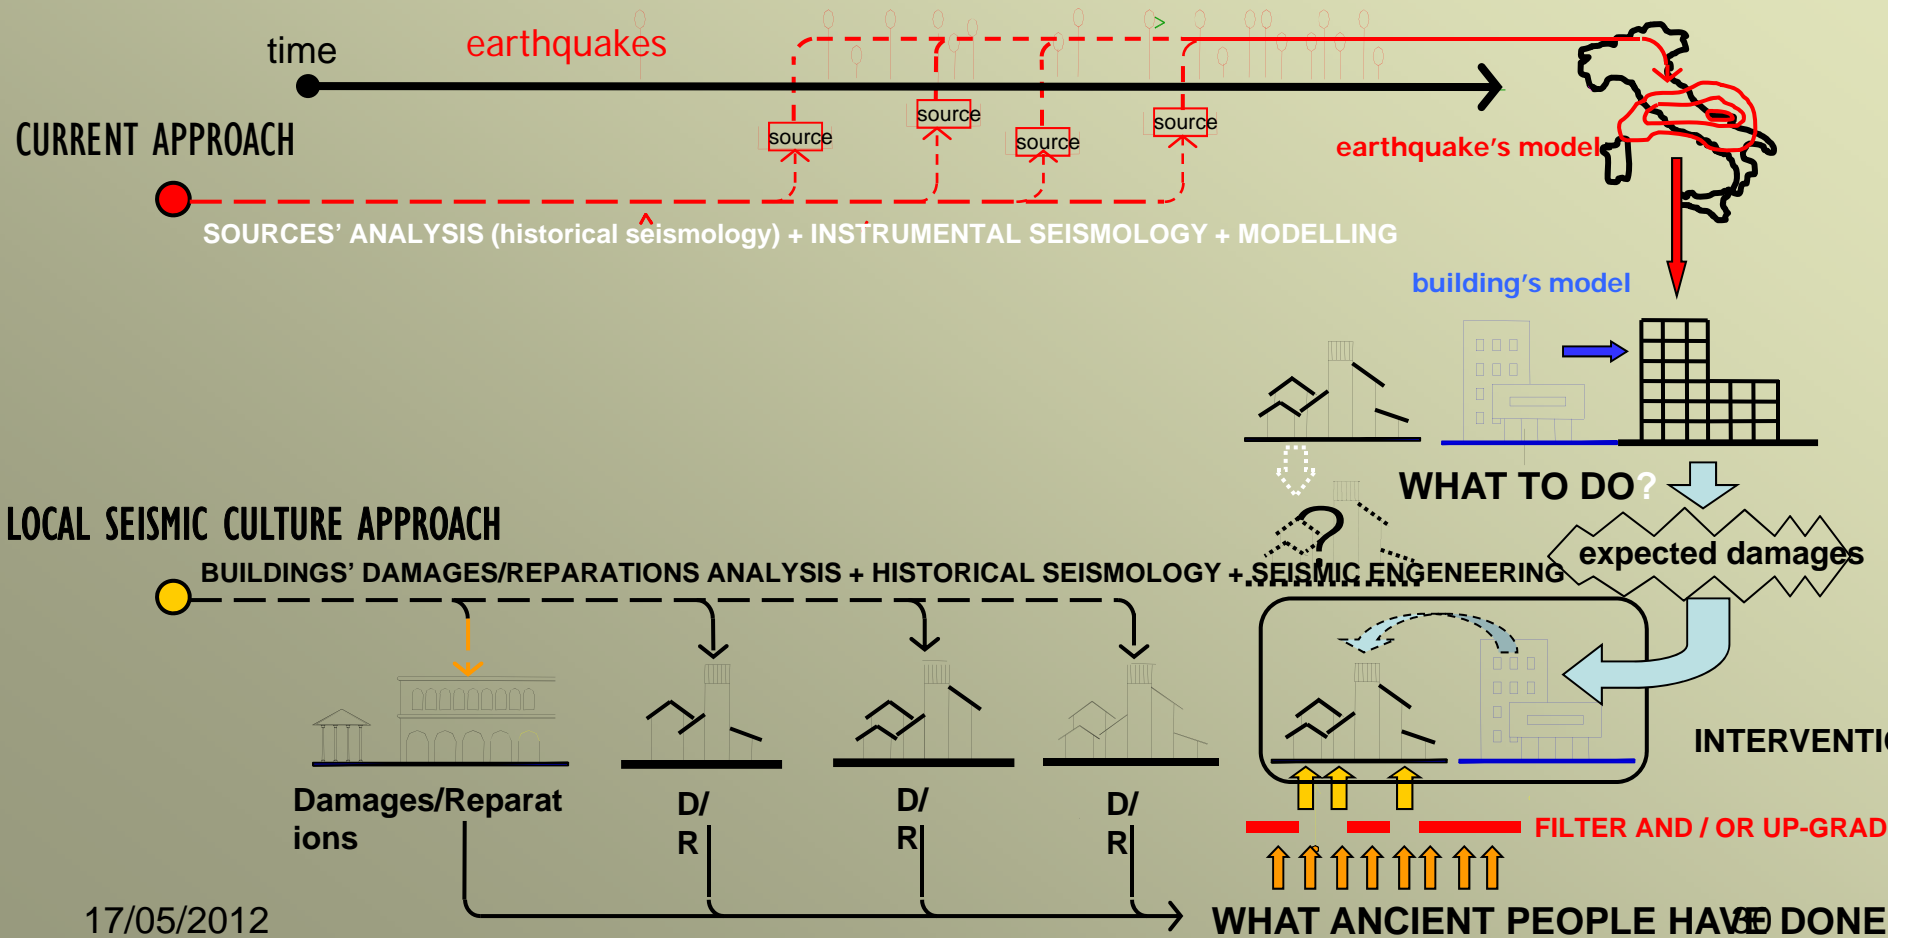 time
earthquakes
CURRENT APPROACH
source
source
source
source
earthquake's model
SOURCES' ANALYSIS (historical seismology) + INSTRUMENTAL SEISMOLOGY + MODELLING
building's model
WHAT TO DO?
LOCAL SEISMIC CULTURE APPROACH
?
expected damages
BUILDINGS' DAMAGES/REPARATIONS ANALYSIS + HISTORICAL SEISMOLOGY + SEISMIC ENGENEERING
INTERVENTI
Damages/Reparat
ions
D/
R
D/
R
D/
R
FILTER AND / OR UP-GRAD
17/05/2012
WHAT ANCIENT PEOPLE HAVE DONE
30